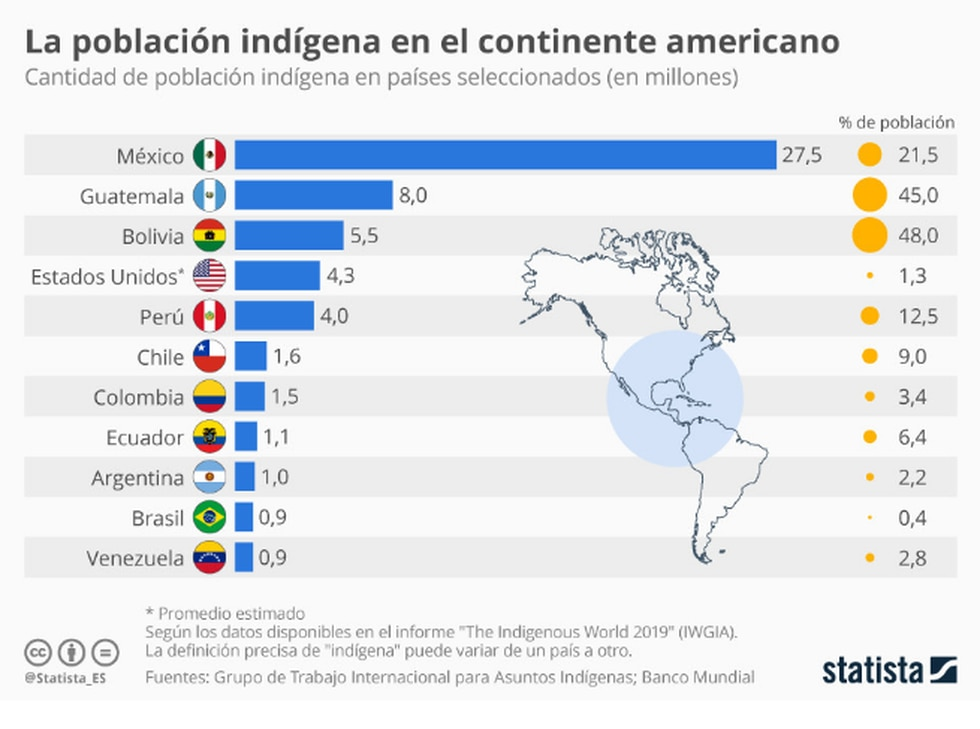 La población indígena en el continente americano
Cantidad de población indígena en países seleccionados (en millones)
% de población
México 27,5 21,5
Guatemala 8,0 45,0
Bolivia 5,5 48,0
Estados Unidos* 4,3 1,3
Perú 4,0 12,5
Chile 1,6 9,0
Colombia 1,5 3,4
Ecuador 1,1 6,4
Argentina 1,0 2,2
Brasil 0,9 0,4
Venezuela 0,9 2,8
* Promedio estimado
Según los datos disponibles en el informe "The Indigenous World 2019" (IWGIA).
La definición precisa de "indígena" puede variar de un país a otro.
Fuentes: Grupo de Trabajo Internacional para Asuntos Indígenas; Banco Mundial
cc
@Statista_ES
statista